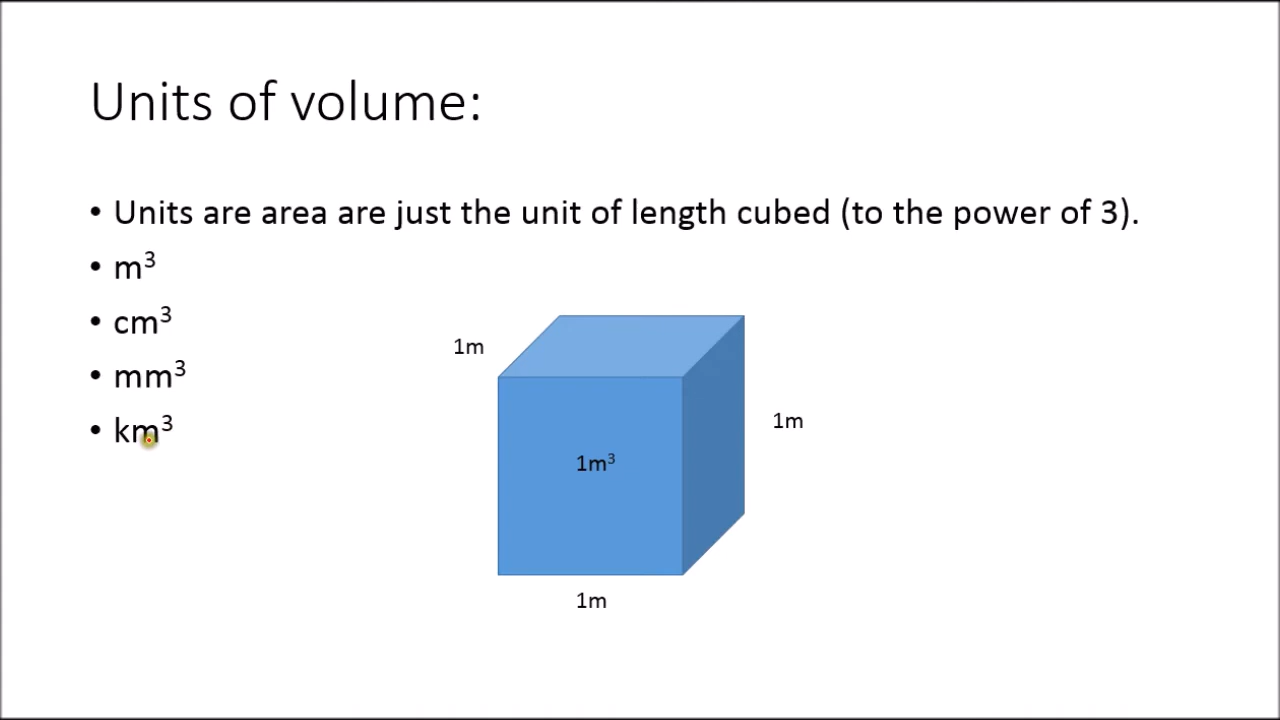 Units of volume:
• Units are area are just the unit of length cubed (to the power of 3).
• m³
• cm³
• mm³
• km³
1m
1m
1m³
1m